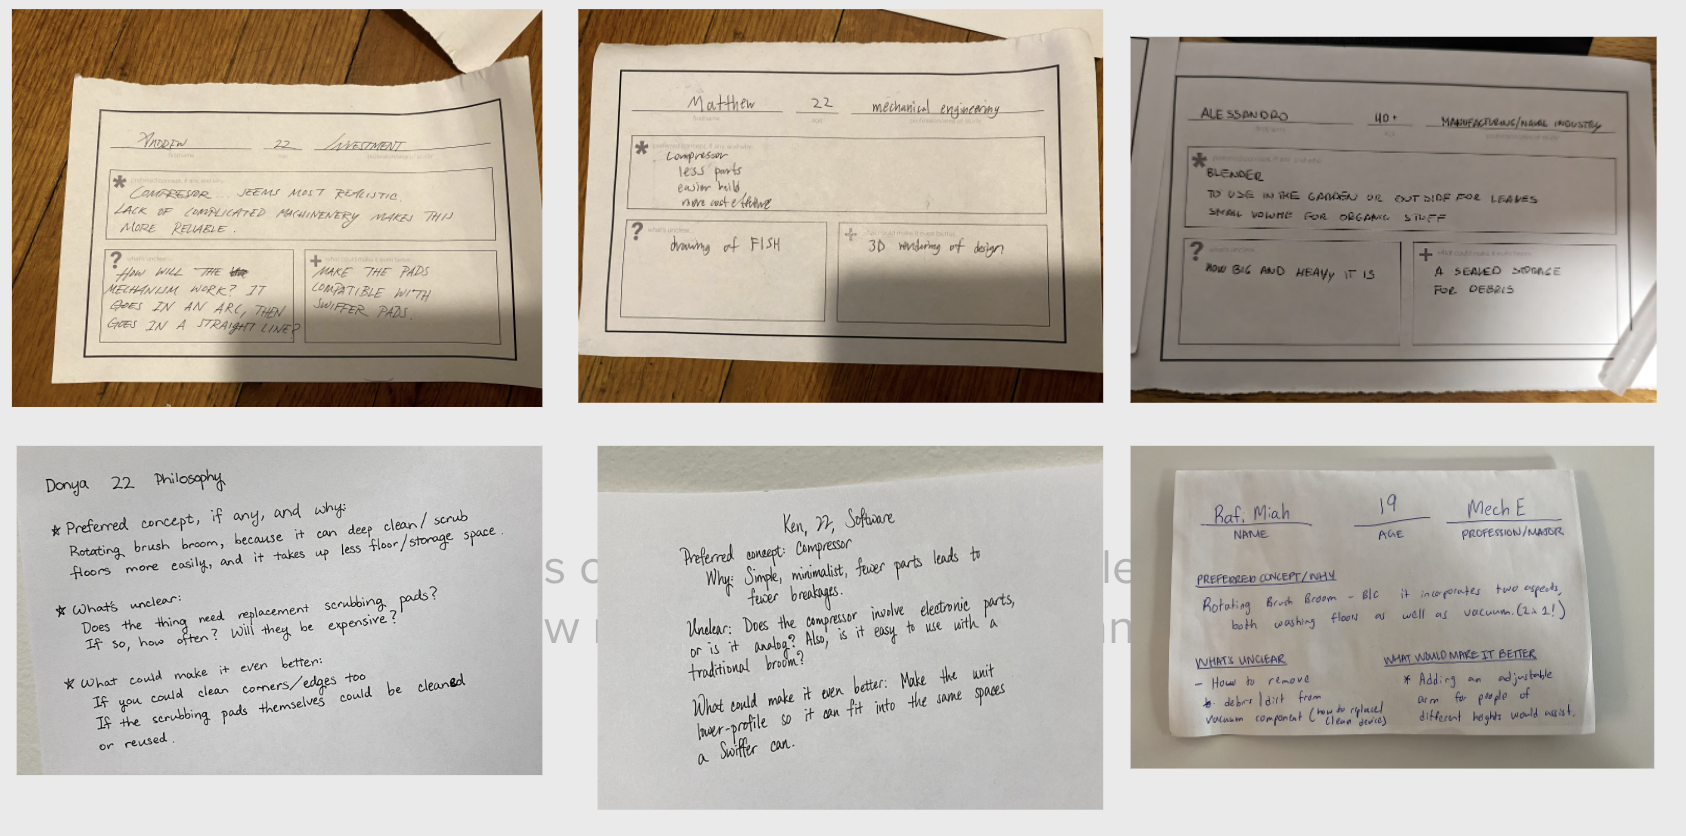 ANDREW 22 INVESTMENT
COMPRESOR ... SEEMS MOST REALISTIC.
LACK OF COMPLICATED MACHINENERY MAKES THIS
MORE RELIABLE.
? what's unclear
HOW WILL THE
MECHANISM WORK? IT
GOES IN AN ARC, THEN
GOES IN A STRAIGHT LINE?
MAKE THE PADS
COMPATIBLE WITH
SWIFFER PADS.
Matthew 22 mechanical engineering
compressor
less parts
easier build
more cost effective
? what's unclear
drawing of FISH
3D rendering of design
ALESSANDRO 40+ MANUFACTURING/NAVAL INDUSTRY
BLENDER
TO USE IN THE GARDEN OR OUTSIDE FOR LEAVES
SMALL VOLUME FOR ORGANIC STUFF
? what's unclear
HOW BIG AND HEAVY IT IS
A SEALED STORAGE
FOR DEBRIS
Donya 22 Philosophy
Preferred concept, if any, and why:
Rotating brush broom, because it can deep clean/scrub
floors more easily, and it takes up less floor/storage space.
What's unclear:
Does the thing need replacement scrubbing pads?
If so, how often? Will they be expensive?
What could make it even better:
If you could clean corners/edges too
If the scrubbing pads themselves could be cleaned
or reused.
Ken, 22, Software
Preferred concept: Compressor
Why: Simple, minimalist, fewer parts leads to
fewer breakages.
Unclear: Does the compressor involve electronic parts,
or is it analog? Also, is it easy to use with a
traditional broom?
What could make it even better: Make the unit
lower-profile so it can fit into the same spaces
a Swiffer can.
Raf. Miah 19 Mech E
NAME AGE PROFESSION/MAJOR
PREFERRED CONCEPT/WHY
Rotating Brush Broom - B/C it incorporates two aspects,
both washing floors as well as vacuum. (2 in 1!)
WHAT'S UNCLEAR
- How to remove
debris/dirt from
vacuum component (how to replace/
clean device)
WHAT WOULD MAKE IT BETTER
* Adding an adjustable
arm for people of
different heights would assist.